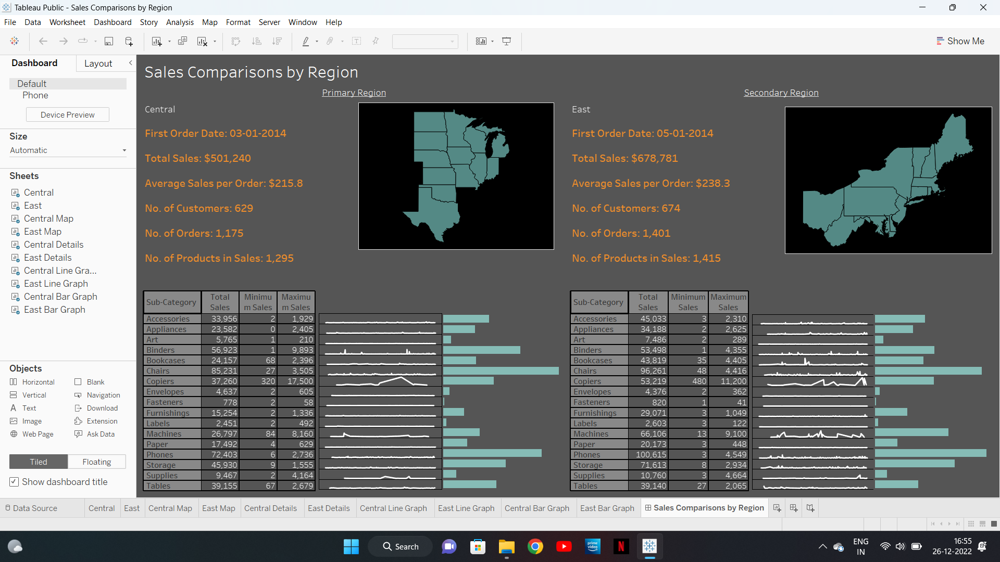 Tableau Public - Sales Comparisons by Region
File Data Worksheet Dashboard Story Analysis Map Format Server Window Help
Show Me
Dashboard Layout
Default
Phone
Device Preview
Size
Automatic
Sheets
Central
East
Central Map
East Map
Central Details
East Details
Central Line Gra...
East Line Graph
Central Bar Graph
East Bar Graph
Objects
Horizontal Blank
Vertical Navigation
Text Download
Image Extension
Web Page Ask Data
Tiled Floating
Show dashboard title
Sales Comparisons by Region
Primary Region
Central
First Order Date: 03-01-2014
Total Sales: $501,240
Average Sales per Order: $215.8
No. of Customers: 629
No. of Orders: 1,175
No. of Products in Sales: 1,295
Secondary Region
East
First Order Date: 05-01-2014
Total Sales: $678,781
Average Sales per Order: $238.3
No. of Customers: 674
No. of Orders: 1,401
No. of Products in Sales: 1,415
Sub-Category Total Sales Minimu m Sales Maximu m Sales
Accessories 33,956 2 1,929
Appliances 23,582 0 2,405
Art 5,765 1 210
Binders 56,923 1 9,893
Bookcases 24,157 68 2,396
Chairs 85,231 27 3,505
Copiers 37,260 320 17,500
Envelopes 4,637 2 605
Fasteners 778 2 58
Furnishings 15,254 2 1,336
Labels 2,451 2 492
Machines 26,797 84 8,160
Paper 17,492 4 629
Phones 72,403 6 2,736
Storage 45,930 9 1,555
Supplies 9,467 2 4,164
Tables 39,155 67 2,679
Sub-Category Total Sales Minimum Sales Maximum Sales
Accessories 45,033 3 2,310
Appliances 34,188 2 2,625
Art 7,486 2 289
Binders 53,498 1 4,355
Bookcases 43,819 35 4,405
Chairs 96,261 48 4,416
Copiers 53,219 480 11,200
Envelopes 4,376 2 362
Fasteners 820 1 41
Furnishings 29,071 3 1,049
Labels 2,603 3 122
Machines 66,106 13 9,100
Paper 20,173 3 448
Phones 100,615 3 4,549
Storage 71,613 8 2,934
Supplies 10,760 3 4,664
Tables 39,140 27 2,065
Data Source Central East Central Map East Map Central Details East Details Central Line Graph East Line Graph Central Bar Graph East Bar Graph Sales Comparisons by Region
Search
prime video
N
ENG
IN
16:55
26-12-2022